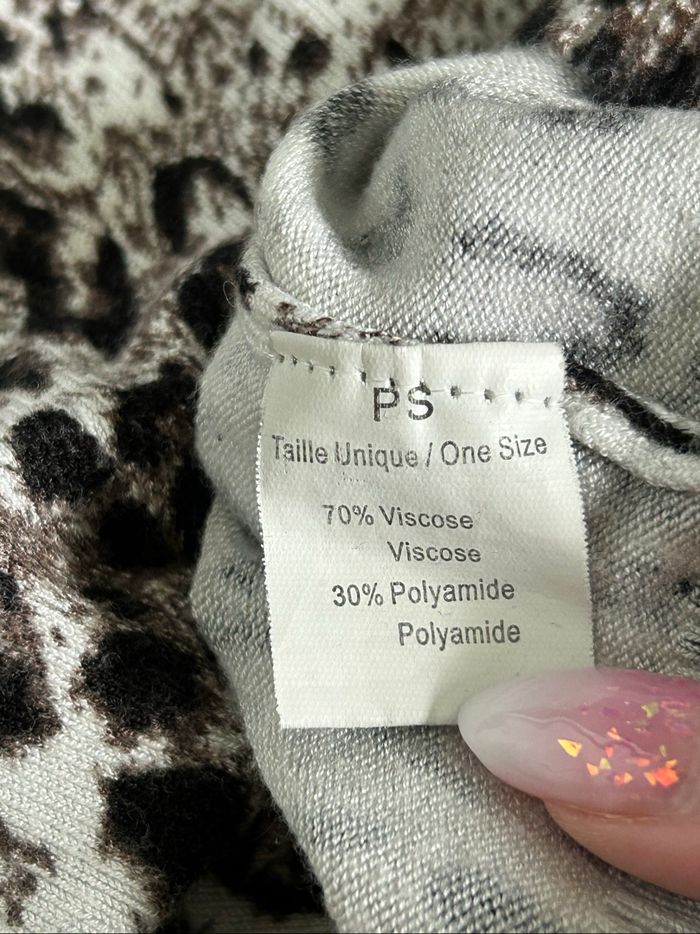 PS
Taille Unique / One Size
70% Viscose
Viscose
30% Polyamide
Polyamide